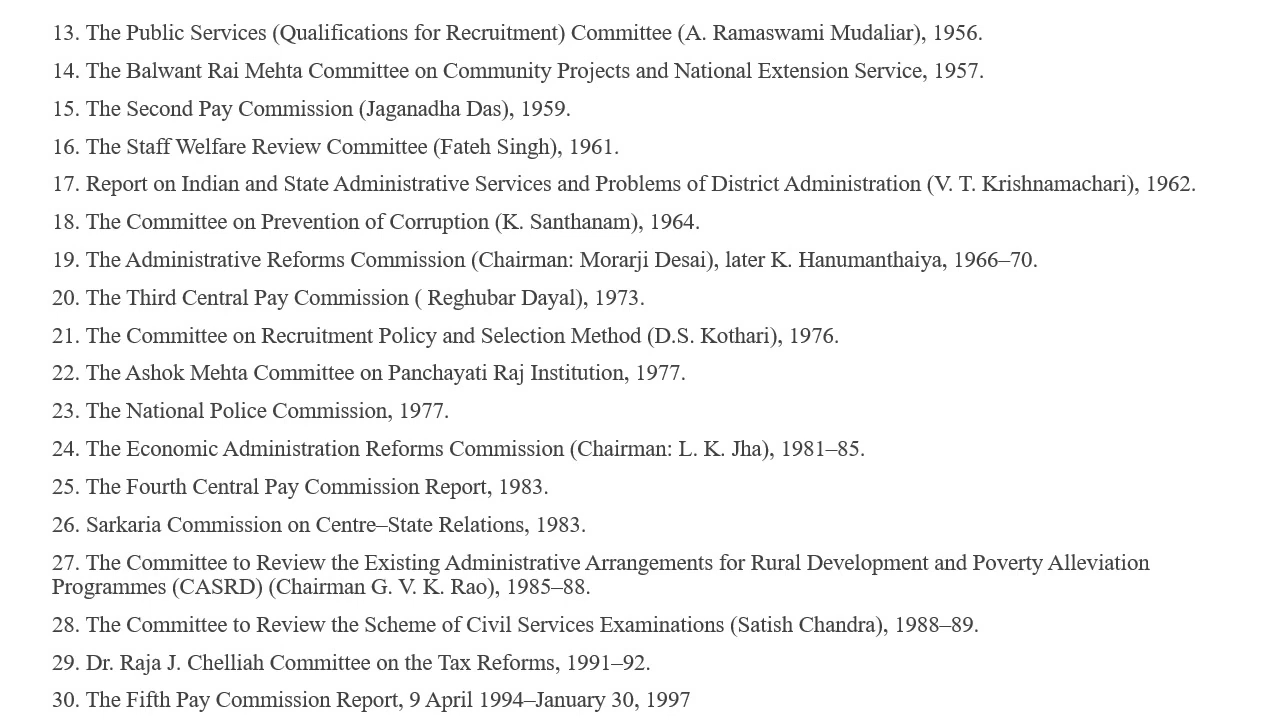 13. The Public Services (Qualifications for Recruitment) Committee (A. Ramaswami Mudaliar), 1956.
14. The Balwant Rai Mehta Committee on Community Projects and National Extension Service, 1957.
15. The Second Pay Commission (Jaganadha Das), 1959.
16. The Staff Welfare Review Committee (Fateh Singh), 1961.
17. Report on Indian and State Administrative Services and Problems of District Administration (V. T. Krishnamachari), 1962.
18. The Committee on Prevention of Corruption (K. Santhanam), 1964.
19. The Administrative Reforms Commission (Chairman: Morarji Desai), later K. Hanumanthaiya, 1966–70.
20. The Third Central Pay Commission ( Reghubar Dayal), 1973.
21. The Committee on Recruitment Policy and Selection Method (D.S. Kothari), 1976.
22. The Ashok Mehta Committee on Panchayati Raj Institution, 1977.
23. The National Police Commission, 1977.
24. The Economic Administration Reforms Commission (Chairman: L. K. Jha), 1981–85.
25. The Fourth Central Pay Commission Report, 1983.
26. Sarkaria Commission on Centre–State Relations, 1983.
27. The Committee to Review the Existing Administrative Arrangements for Rural Development and Poverty Alleviation
Programmes (CASRD) (Chairman G. V. K. Rao), 1985–88.
28. The Committee to Review the Scheme of Civil Services Examinations (Satish Chandra), 1988–89.
29. Dr. Raja J. Chelliah Committee on the Tax Reforms, 1991–92.
30. The Fifth Pay Commission Report, 9 April 1994–January 30, 1997